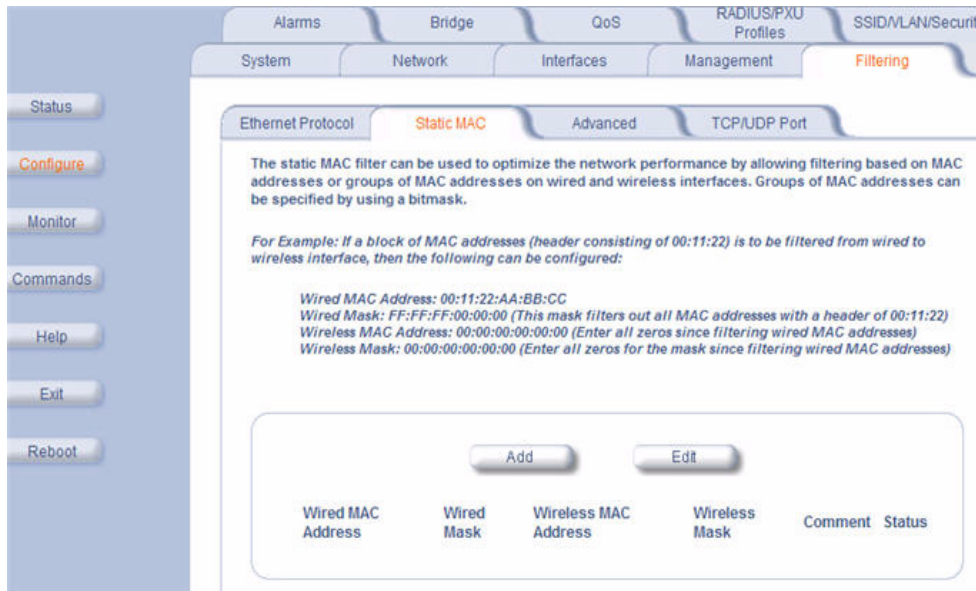 Alarms Bridge QoS RADIUS/PXU Profiles SSID/VLAN/Securit
System Network Interfaces Management Filtering
Status
Configure
Monitor
Commands
Help
Exit
Reboot
Ethernet Protocol Static MAC Advanced TCP/UDP Port
The static MAC filter can be used to optimize the network performance by allowing filtering based on MAC
addresses or groups of MAC addresses on wired and wireless interfaces. Groups of MAC addresses can
be specified by using a bitmask.
For Example: If a block of MAC addresses (header consisting of 00:11:22) is to be filtered from wired to
wireless interface, then the following can be configured:
Wired MAC Address: 00:11:22:AA:BB:CC
Wired Mask: FF:FF:FF:00:00:00 (This mask filters out all MAC addresses with a header of 00:11:22)
Wireless MAC Address: 00:00:00:00:00:00 (Enter all zeros since filtering wired MAC addresses)
Wireless Mask: 00:00:00:00:00:00 (Enter all zeros for the mask since filtering wired MAC addresses)
Add Edit
Wired MAC Address Wired Mask Wireless MAC Address Wireless Mask Comment Status